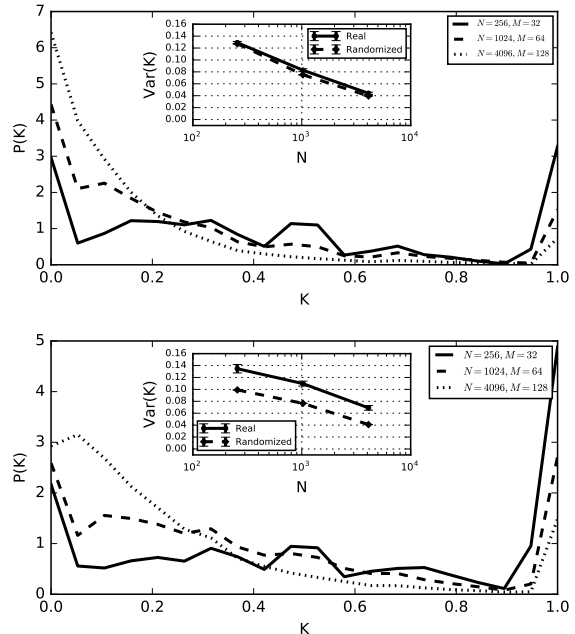 7
6
5
4
3
2
1
0
P(K)
0.0 0.2 0.4 0.6 0.8 1.0
K
N = 256, M = 32
N = 1024, M = 64
N = 4096, M = 128
0.16
0.14
0.12
0.10
0.08
0.06
0.04
0.02
0.00
Var(K)
10² 10³ 10⁴
N
Real
Randomized
5
4
3
2
1
0
P(K)
0.0 0.2 0.4 0.6 0.8 1.0
K
N = 256, M = 32
N = 1024, M = 64
N = 4096, M = 128
0.16
0.14
0.12
0.10
0.08
0.06
0.04
0.02
0.00
Var(K)
10² 10³ 10⁴
N
Real
Randomized